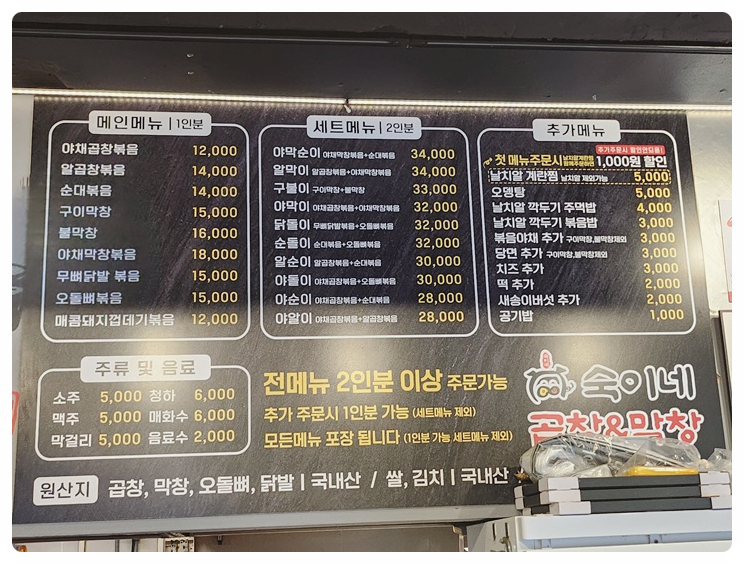 메인메뉴 | 1인분
야채곱창볶음 12,000
알곱창볶음 14,000
순대볶음 14,000
구이막창 15,000
불막창 16,000
야채막창볶음 18,000
무뼈닭발 볶음 15,000
오돌뼈볶음 15,000
매콤돼지껍데기볶음 12,000
세트메뉴 | 2인분
야막순이 야채막창볶음+순대볶음 34,000
알막이 알곱창볶음+야채막창볶음 34,000
구불이 구이막창+불막창 33,000
야막이 야채곱창볶음+야채막창볶음 32,000
닭돌이 무뼈닭발볶음+오돌뼈볶음 32,000
순돌이 순대볶음+오돌뼈볶음 32,000
알순이 알곱창볶음+순대볶음 30,000
야돌이 야채곱창볶음+오돌뼈볶음 30,000
야순이 야채곱창볶음+순대볶음 28,000
야알이 야채곱창볶음+알곱창볶음 28,000
추가메뉴
추가주문시 할인안되욤!
첫 메뉴주문시 날치알계란찜 함께주문하면 1,000원 할인
날치알 계란찜 날치알 제외가능 5,000
오뎅탕 5,000
날치알 깍두기 주먹밥 4,000
날치알 깍두기 볶음밥 3,000
볶음야채 추가 구이막창,불막창제외 3,000
당면 추가 구이막창,불막창제외 3,000
치즈 추가 3,000
떡 추가 2,000
새송이버섯 추가 2,000
공기밥 1,000
주류 및 음료
소주 5,000 청하 6,000
맥주 5,000 매화수 6,000
막걸리 5,000 음료수 2,000
전메뉴 2인분 이상 주문가능
추가 주문시 1인분 가능 (세트메뉴 제외)
모든메뉴 포장 됩니다 (1인분 가능 세트메뉴 제외)
숙이네
곱창&막창
원산지 곱창, 막창, 오돌뼈, 닭발 | 국내산 / 쌀, 김치 | 국내산